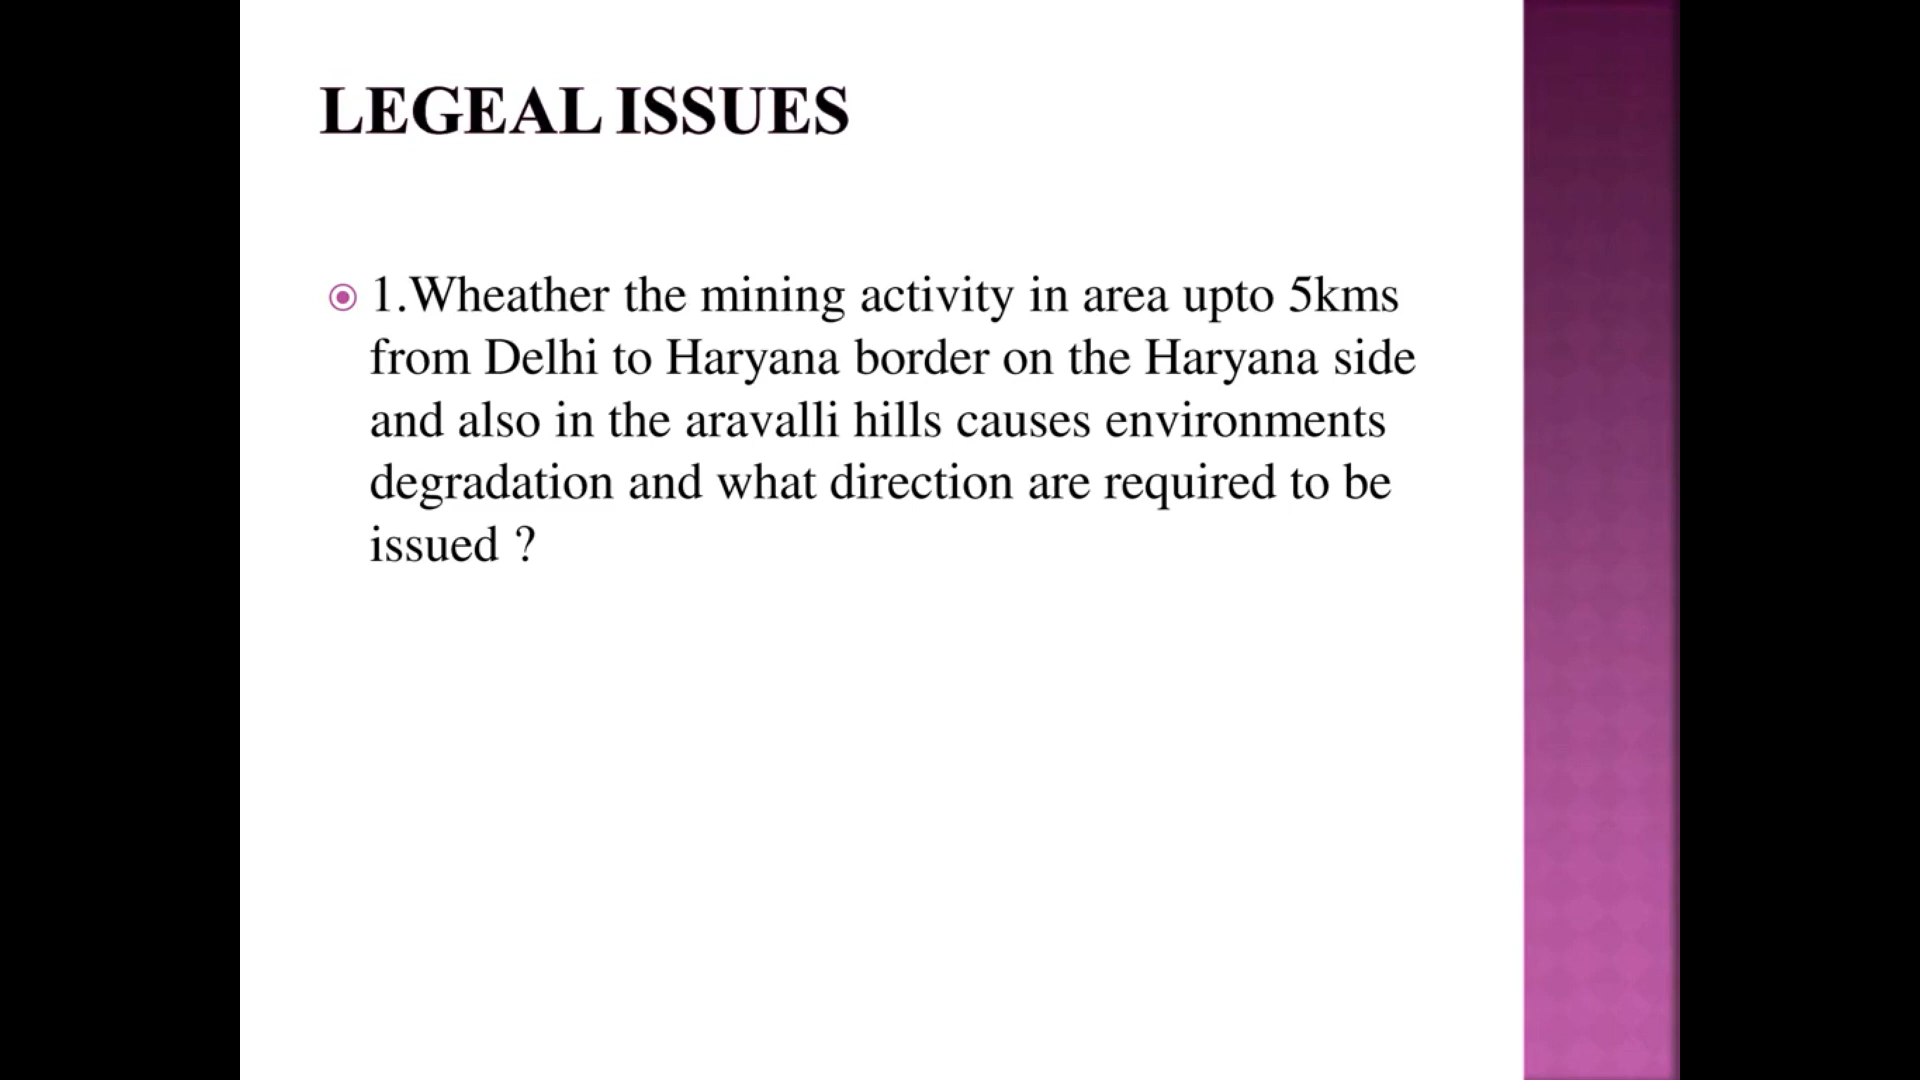 LEGEAL ISSUES
1.Wheather the mining activity in area upto 5kms
from Delhi to Haryana border on the Haryana side
and also in the aravalli hills causes environments
degradation and what direction are required to be
issued ?